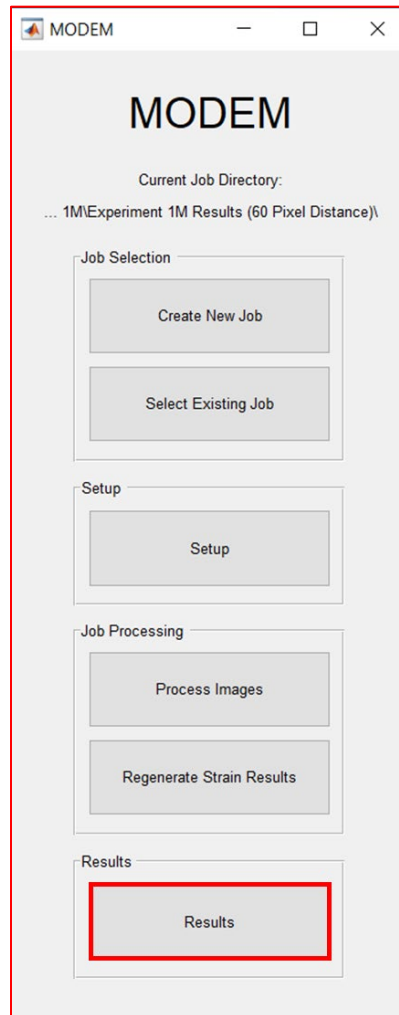 MODEM
MODEM
Current Job Directory:
... 1M\Experiment 1M Results (60 Pixel Distance)\
Job Selection
Create New Job
Select Existing Job
Setup
Setup
Job Processing
Process Images
Regenerate Strain Results
Results
Results